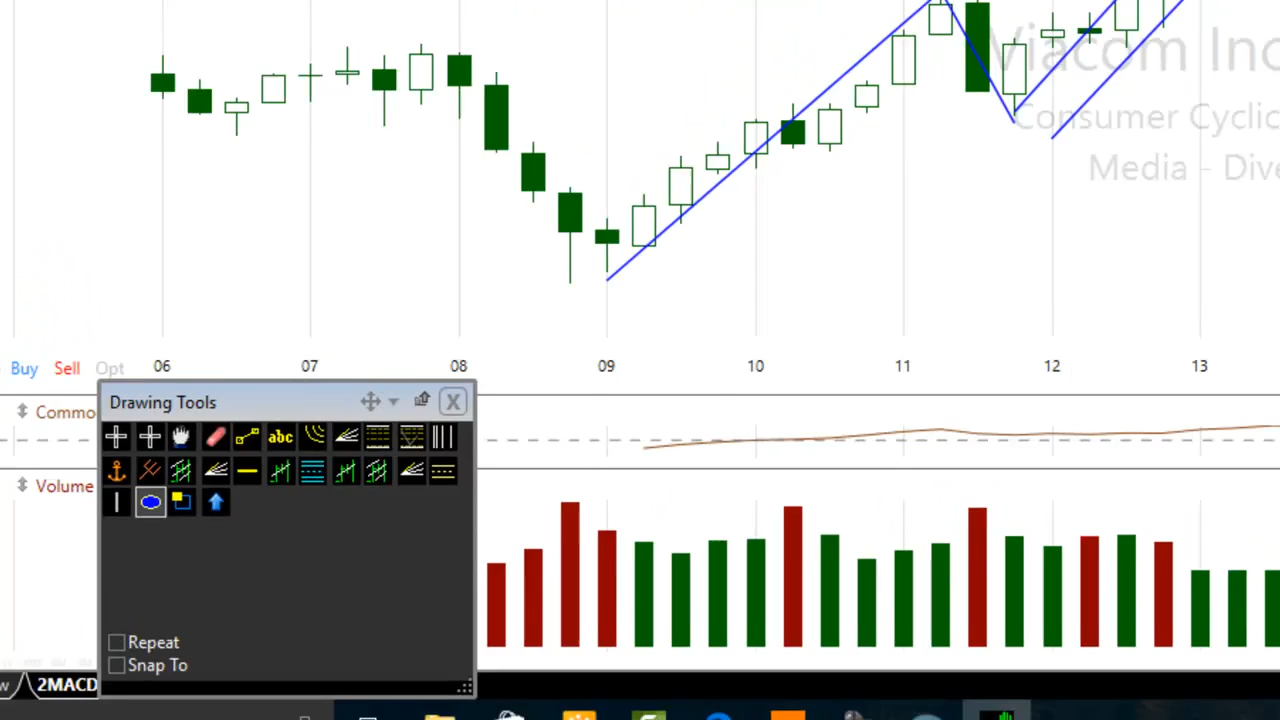 Viacom Inc
Consumer Cyclic
Media - Dive
Buy Sell Opt 06 07 08 09 10 11 12 13
Drawing Tools
X
Commo
abc
Volume
Repeat
Snap To
w 2MACD